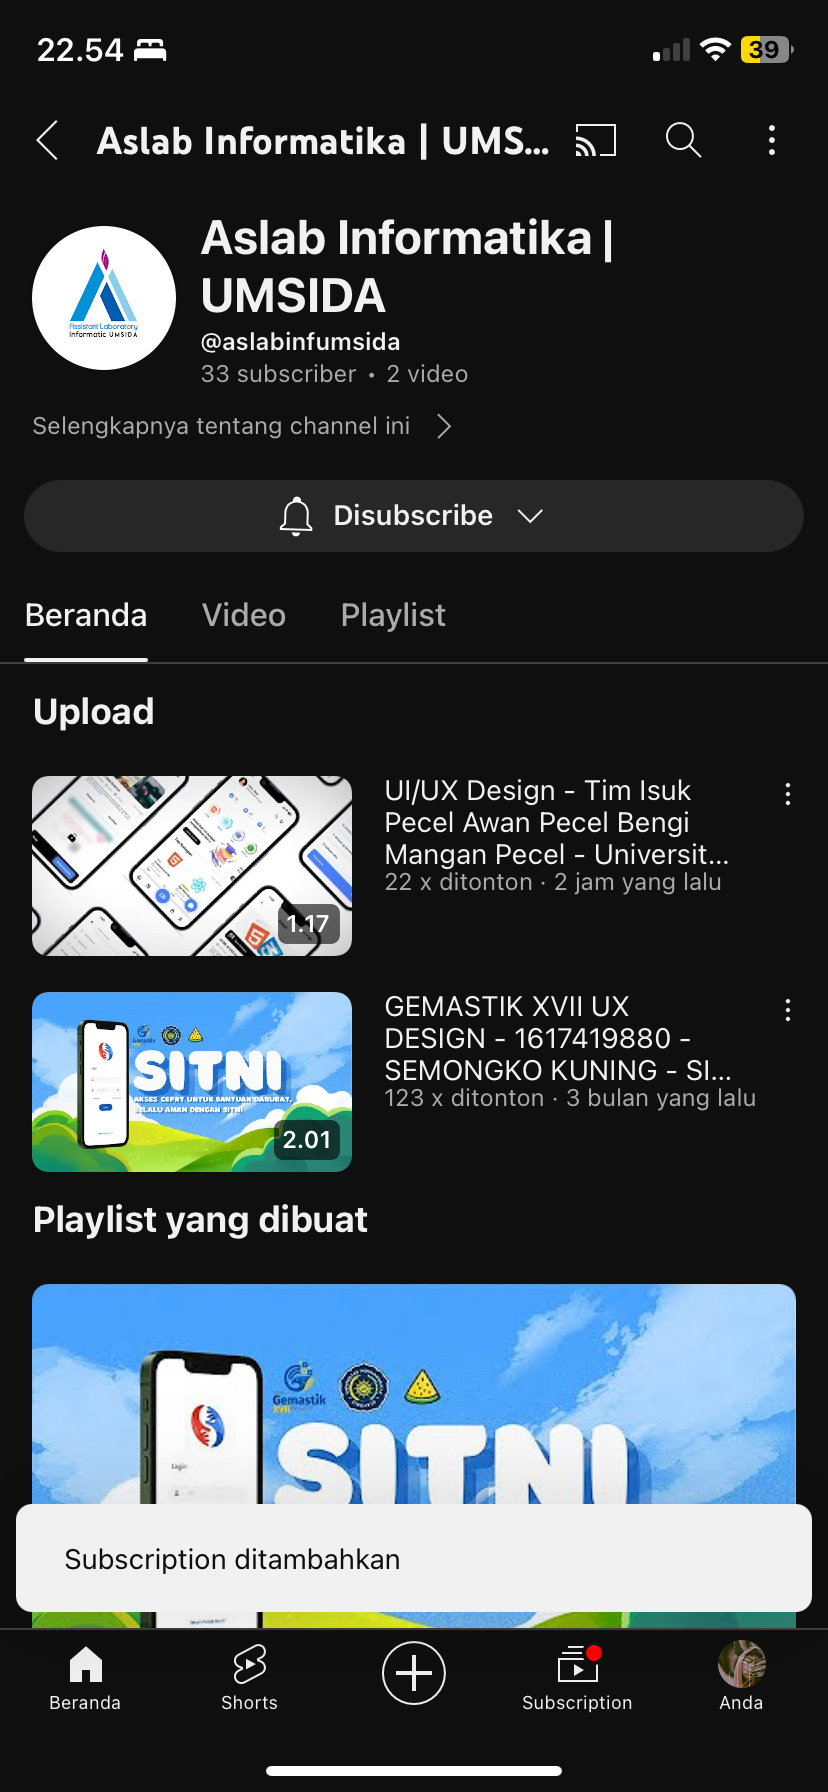 22.54
39
Aslab Informatika | UMS...
Aslab Informatika |
UMSIDA
@aslabinfumsida
33 subscriber • 2 video
Assistant Laboratory
Informatic UMSIDA
Selengkapnya tentang channel ini
Disubscribe
Beranda
Video
Playlist
Upload
UI/UX Design - Tim Isuk
Pecel Awan Pecel Bengi
Mangan Pecel - Universit...
22 x ditonton · 2 jam yang lalu
1.17
GEMASTIK XVII UX
DESIGN - 1617419880 -
SEMONGKO KUNING - SI...
123 x ditonton · 3 bulan yang lalu
SITNI
AKSES CEPAT UNTUK BANTUAN DARURAT,
SELALU AMAN DENGAN SITNI
2.01
Playlist yang dibuat
Gemastik
XVII
SITNI
Login
Subscription ditambahkan
Beranda
Shorts
Subscription
Anda